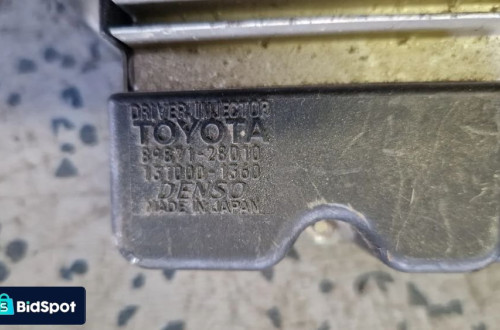 DRIVER, INJECTOR
TOYOTA
89871-28010
131000-1360
DENSO
MADE IN JAPAN
BidSpot